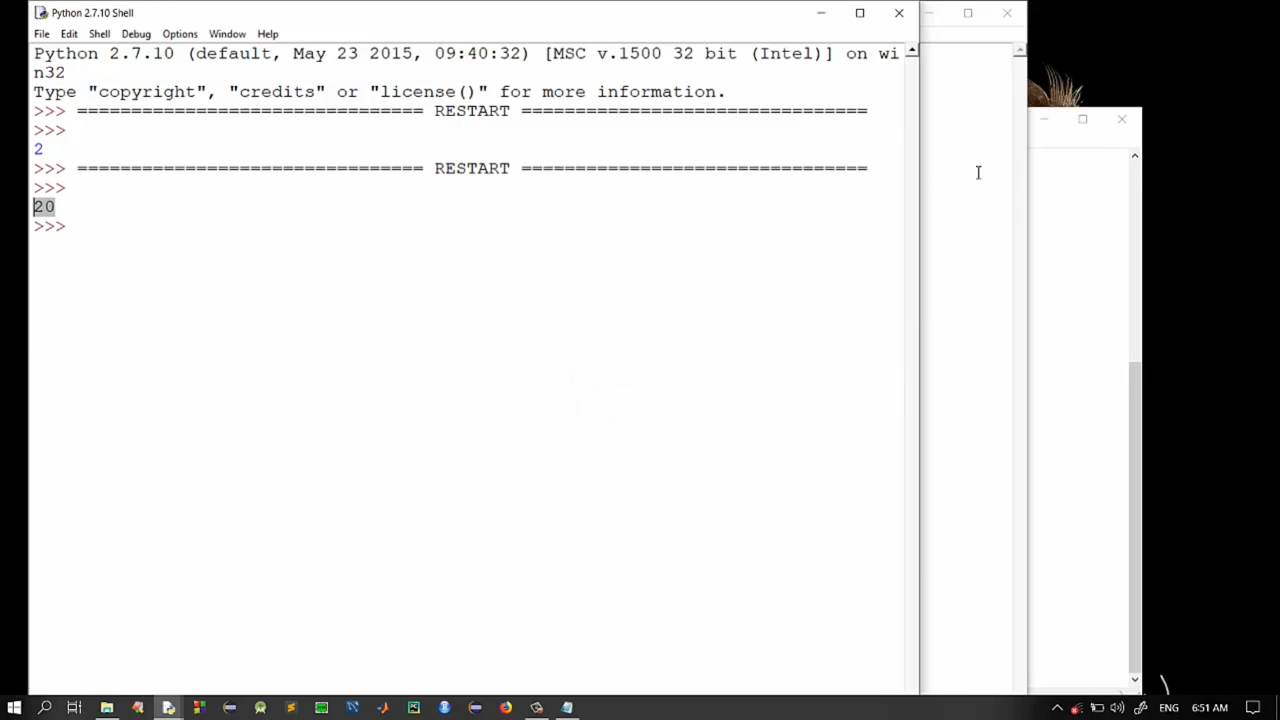 Python 2.7.10 Shell
File Edit Shell Debug Options Window Help
Python 2.7.10 (default, May 23 2015, 09:40:32) [MSC v.1500 32 bit (Intel)] on wi
n32
Type "copyright", "credits" or "license()" for more information.
>>> ================================ RESTART ================================
>>>
2
>>> ================================ RESTART ================================
>>>
20
>>>
ENG 6:51 AM